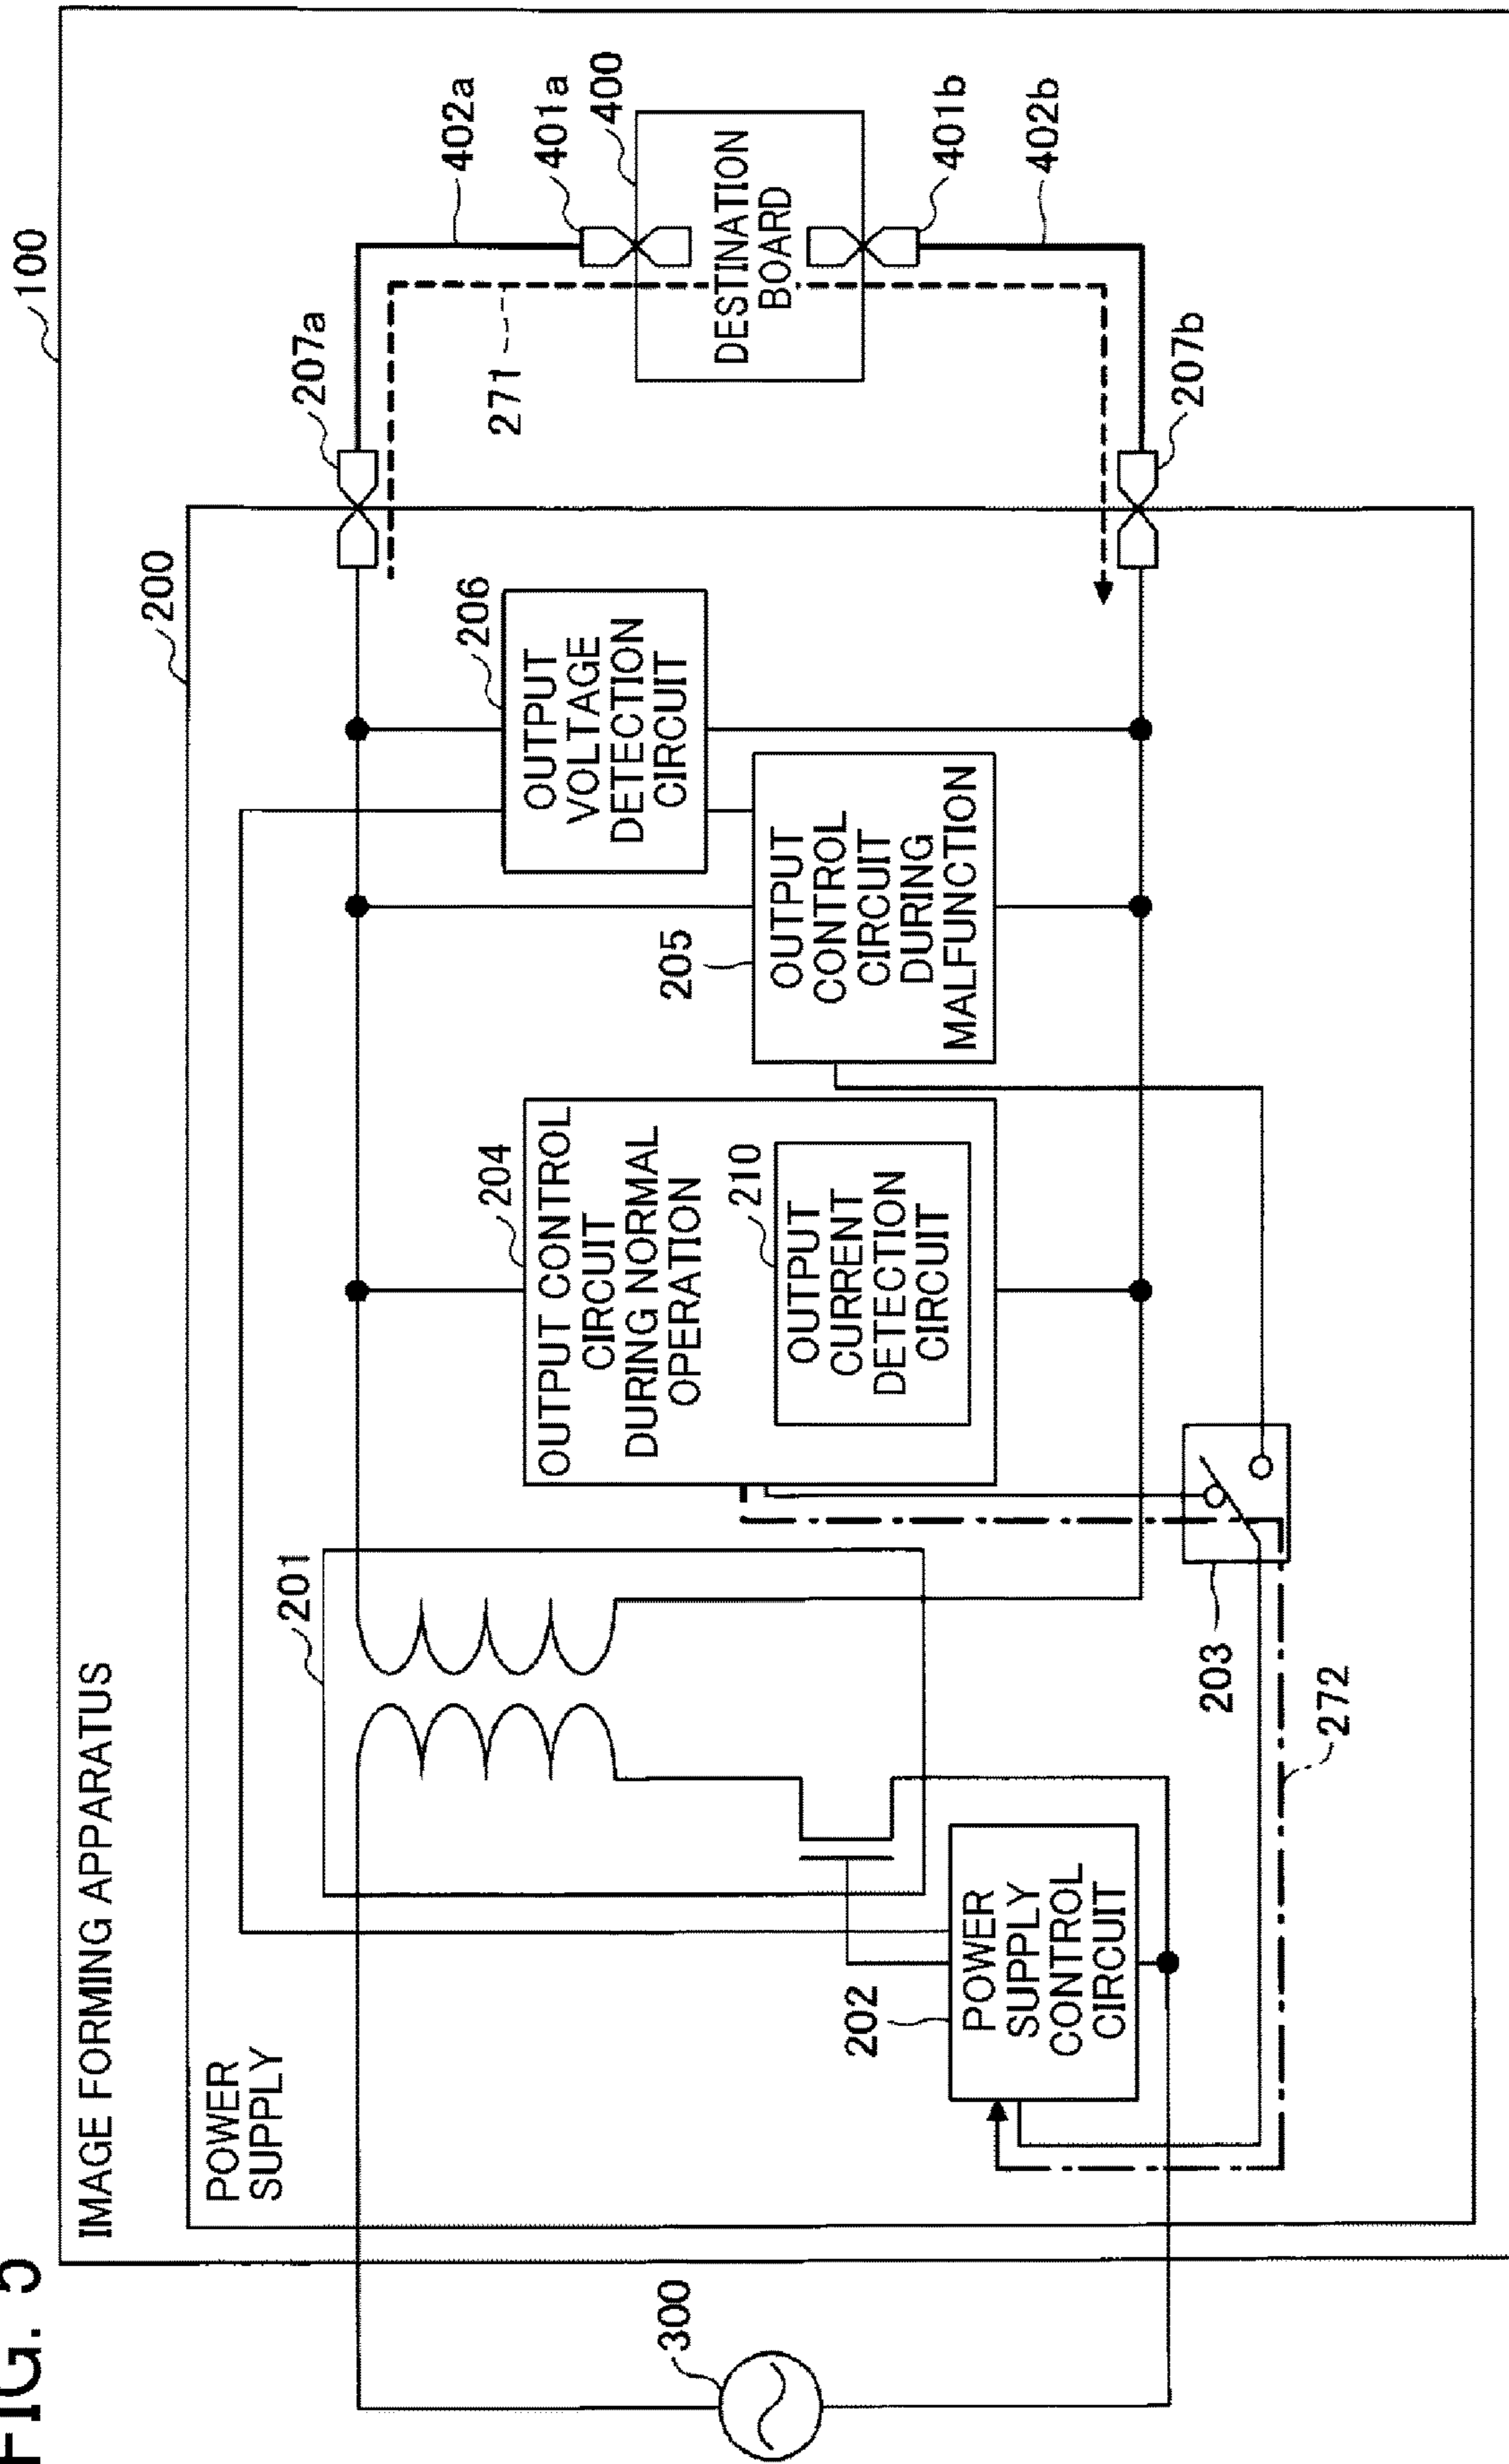 FIG. 5
100
IMAGE FORMING APPARATUS
200
POWER
SUPPLY
201
207a
402a
401a
400
206
OUTPUT
VOLTAGE
DETECTION
CIRCUIT
271
204
OUTPUT CONTROL
CIRCUIT
DURING NORMAL
OPERATION
DESTINATION
BOARD
300
205
OUTPUT
CONTROL
CIRCUIT
DURING
MALFUNCTION
210
OUTPUT
CURRENT
DETECTION
CIRCUIT
202
POWER
SUPPLY
CONTROL
CIRCUIT
401b
402b
207b
203
272